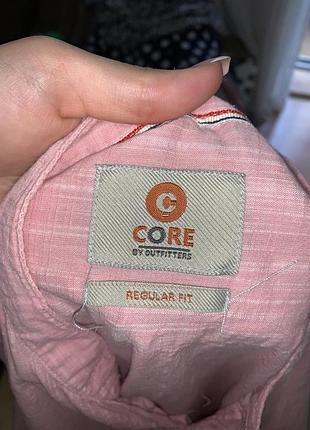 C
CORE
BY OUTFITTERS
REGULAR FIT